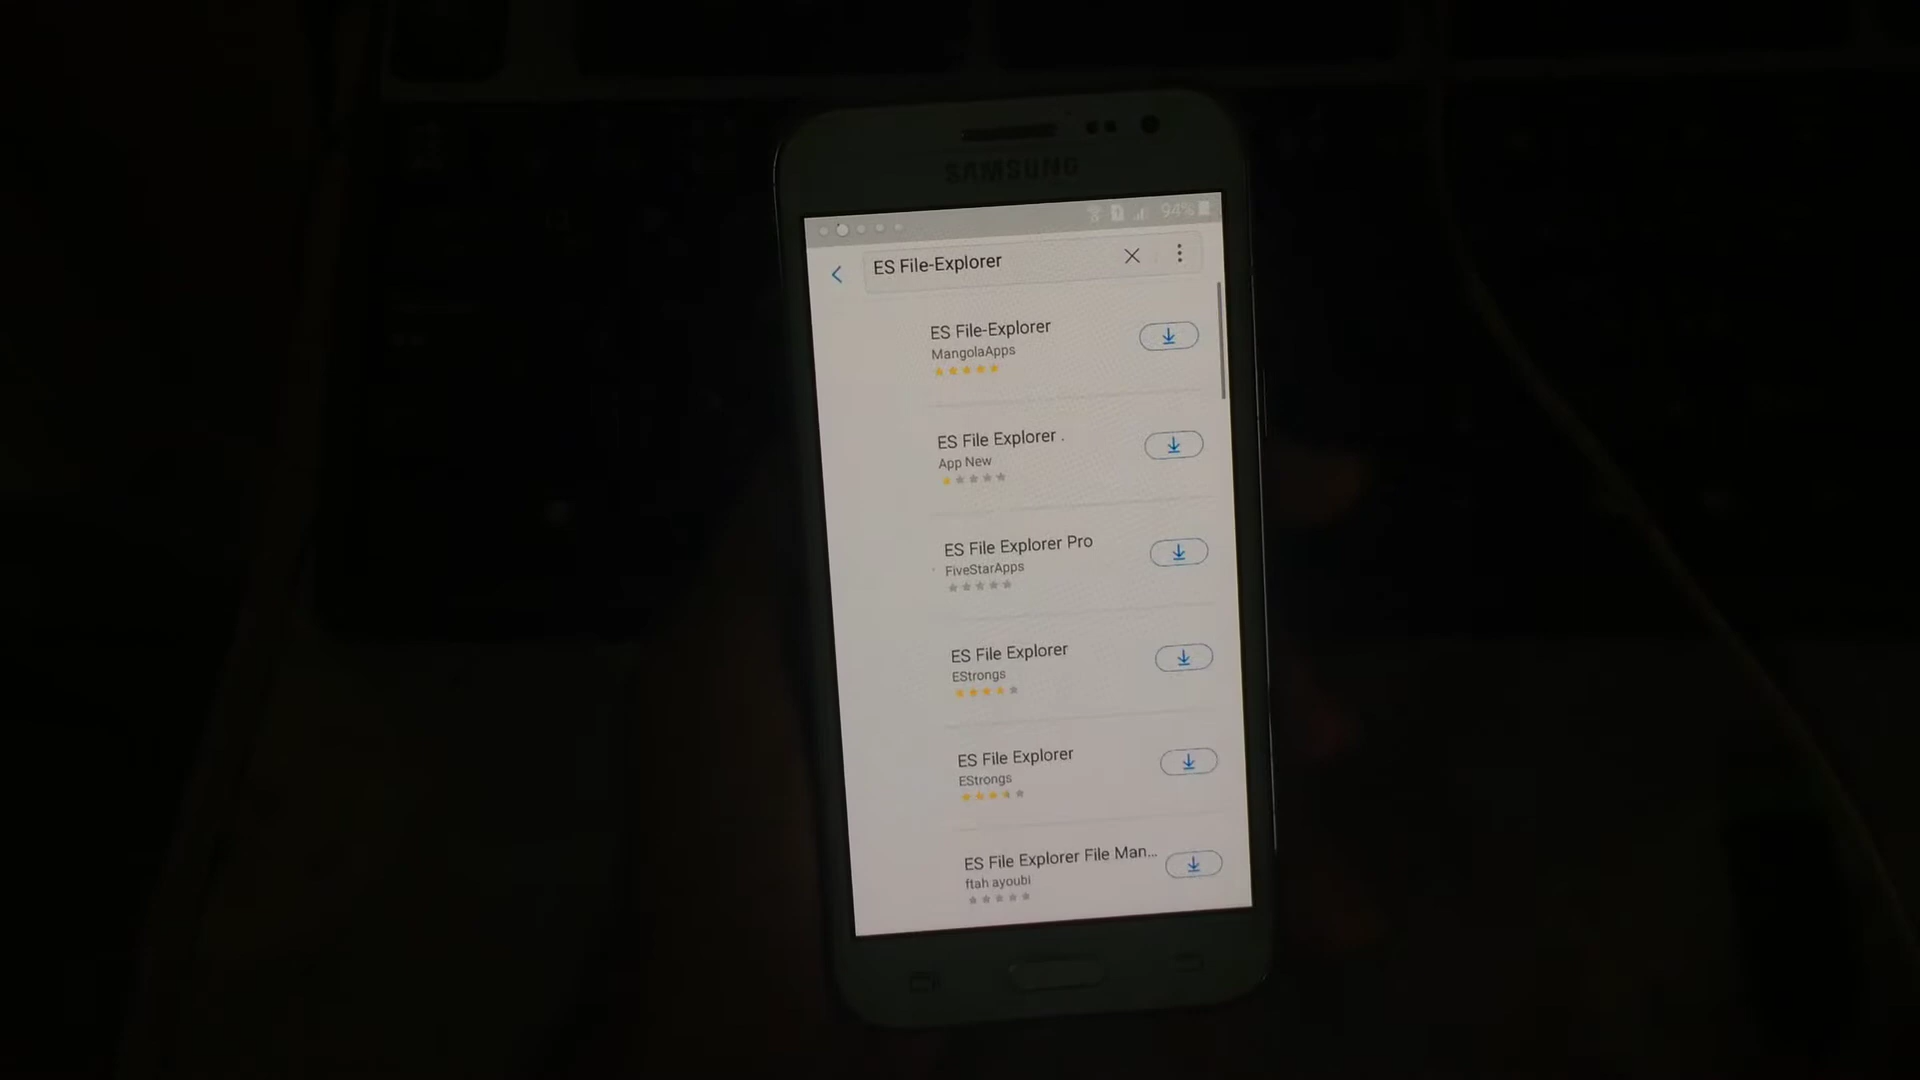 SAMSUNG
94%
ES File-Explorer
ES File-Explorer
MangolaApps
ES File Explorer .
App New
ES File Explorer Pro
FiveStarApps
ES File Explorer
EStrongs
ES File Explorer
EStrongs
ES File Explorer File Man...
ftah ayoubi